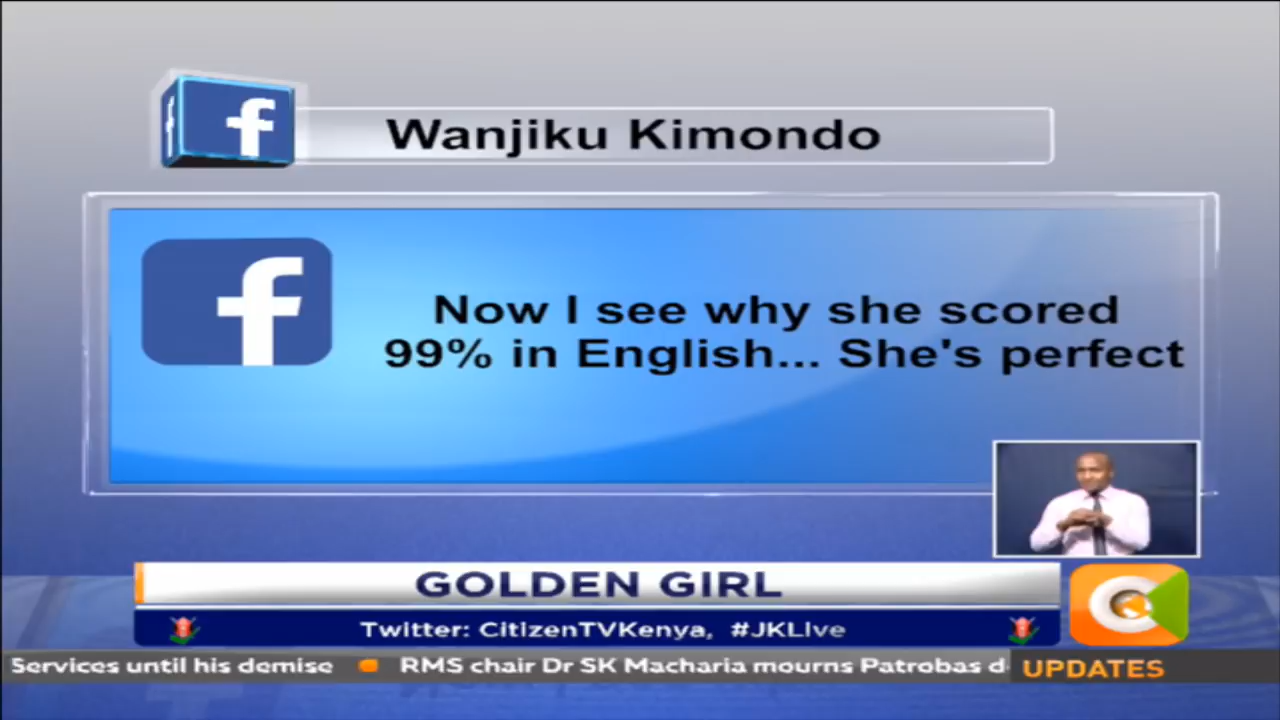 Wanjiku Kimondo
Now I see why she scored
99% in English... She's perfect
GOLDEN GIRL
Twitter: CitizenTVKenya, #JKLive
Services until his demise
RMS chair Dr SK Macharia mourns Patrobas d
UPDATES